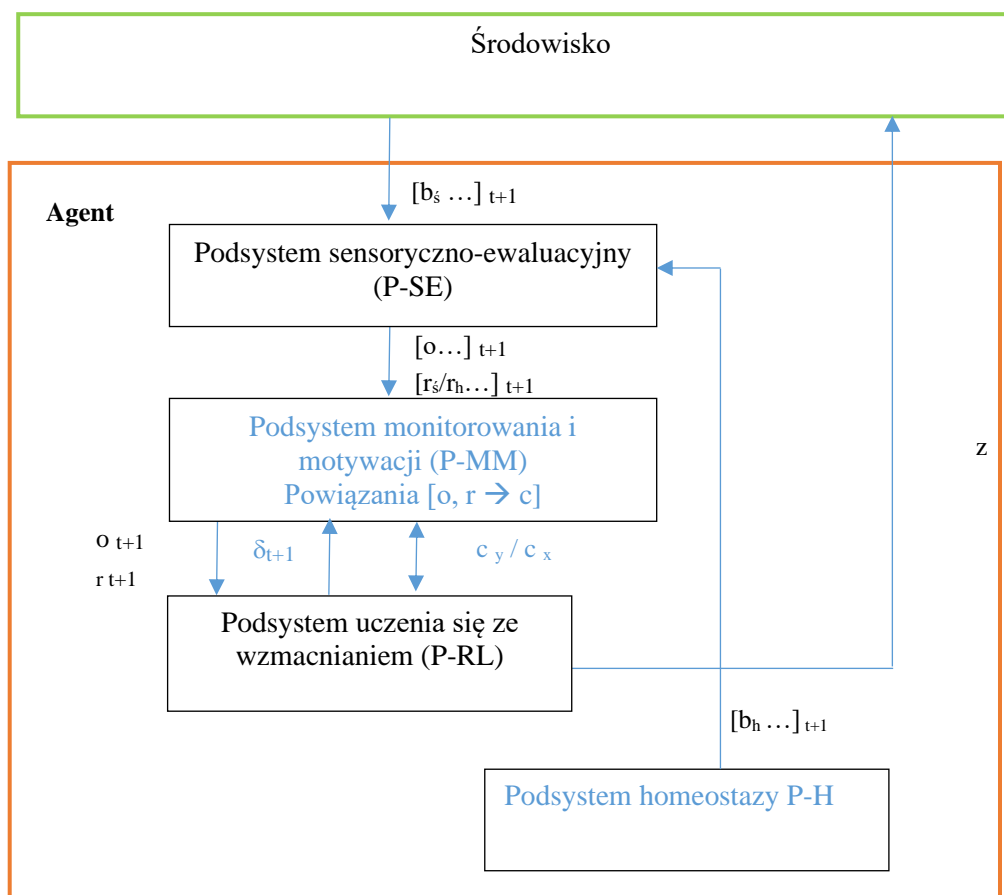 Środowisko
[bś …] t+1
Agent
Podsystem sensoryczno-ewaluacyjny
(P-SE)
[o…] t+1
[rś/rh…] t+1
Podsystem monitorowania i
motywacji (P-MM)
Powiązania [o, r → c]
z
o t+1
r t+1
δt+1
c y / c x
Podsystem uczenia się ze
wzmacnianiem (P-RL)
[bh …] t+1
Podsystem homeostazy P-H